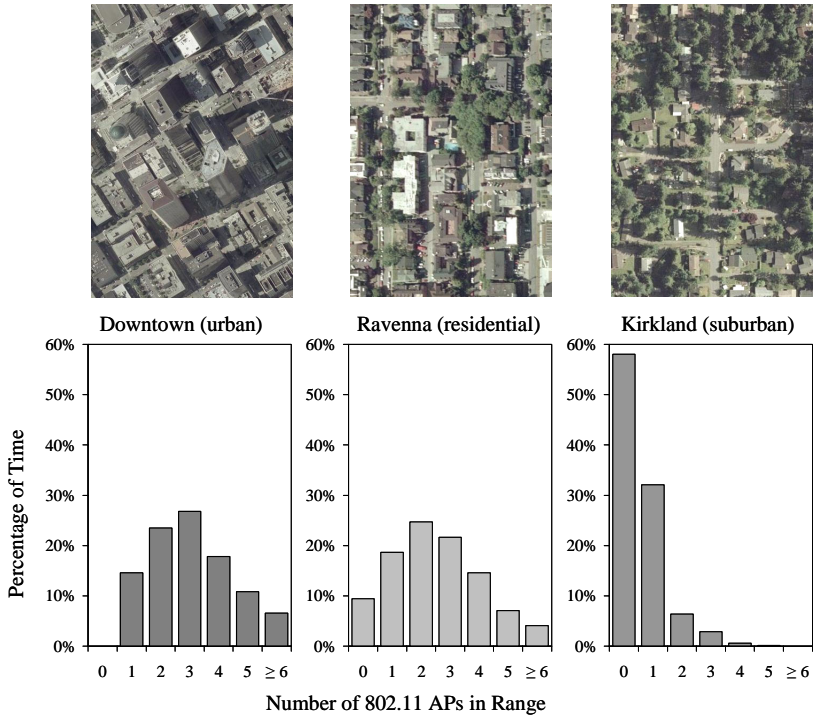 Downtown (urban)
Ravenna (residential)
Kirkland (suburban)
Percentage of Time
60%
50%
40%
30%
20%
10%
0%
0 1 2 3 4 5 ≥ 6
60%
50%
40%
30%
20%
10%
0%
0 1 2 3 4 5 ≥ 6
60%
50%
40%
30%
20%
10%
0%
0 1 2 3 4 5 ≥ 6
Number of 802.11 APs in Range